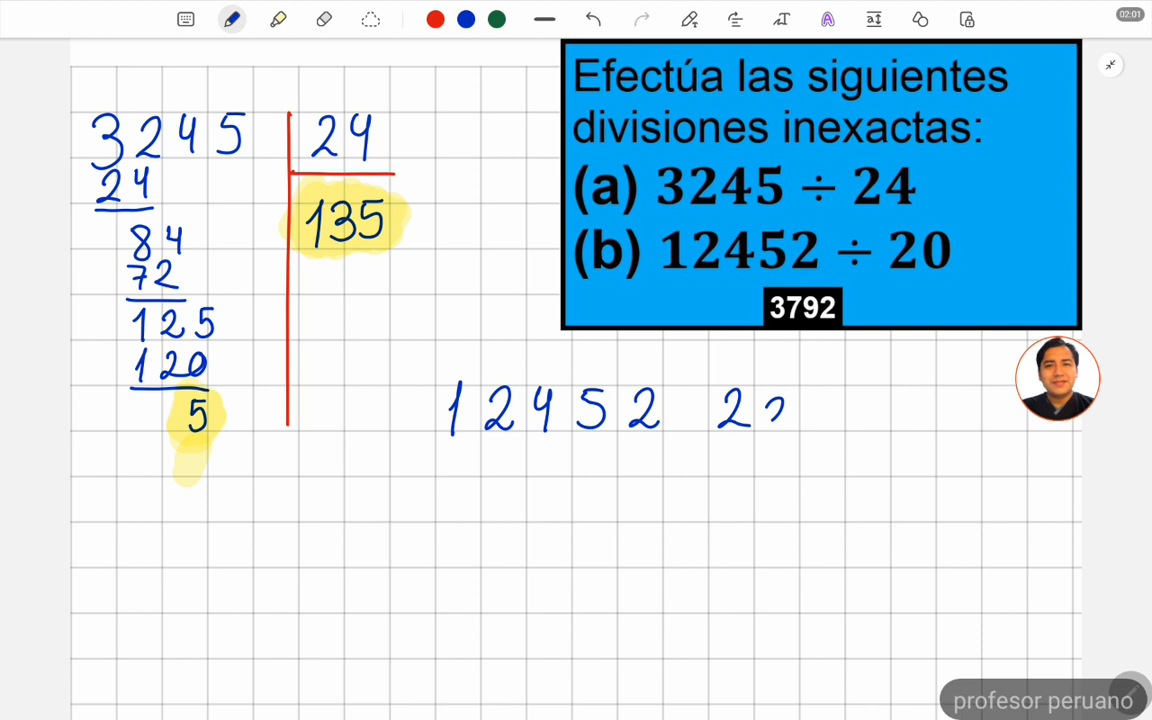 02:01
Efectúa las siguientes
divisiones inexactas:
(a) 3245 ÷ 24
(b) 12452 ÷ 20
3792
3245 24
24 135
84
72
125
120
5
12452 2
profesor peruano